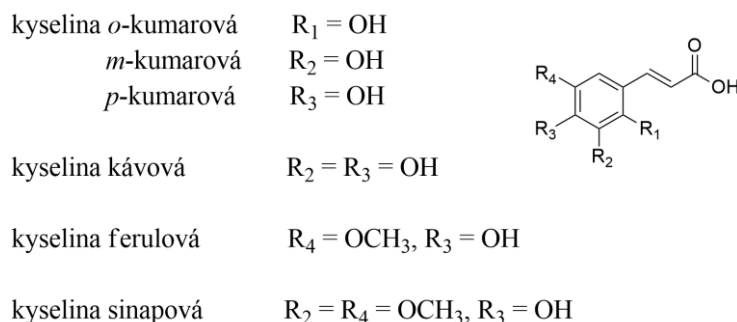 kyselina o-kumarová R₁ = OH
m-kumarová R₂ = OH
p-kumarová R₃ = OH
kyselina kávová R₂ = R₃ = OH
kyselina ferulová R₄ = OCH₃, R₃ = OH
kyselina sinapová R₂ = R₄ = OCH₃, R₃ = OH
O
R₄
OH
R₃
R₁
R₂